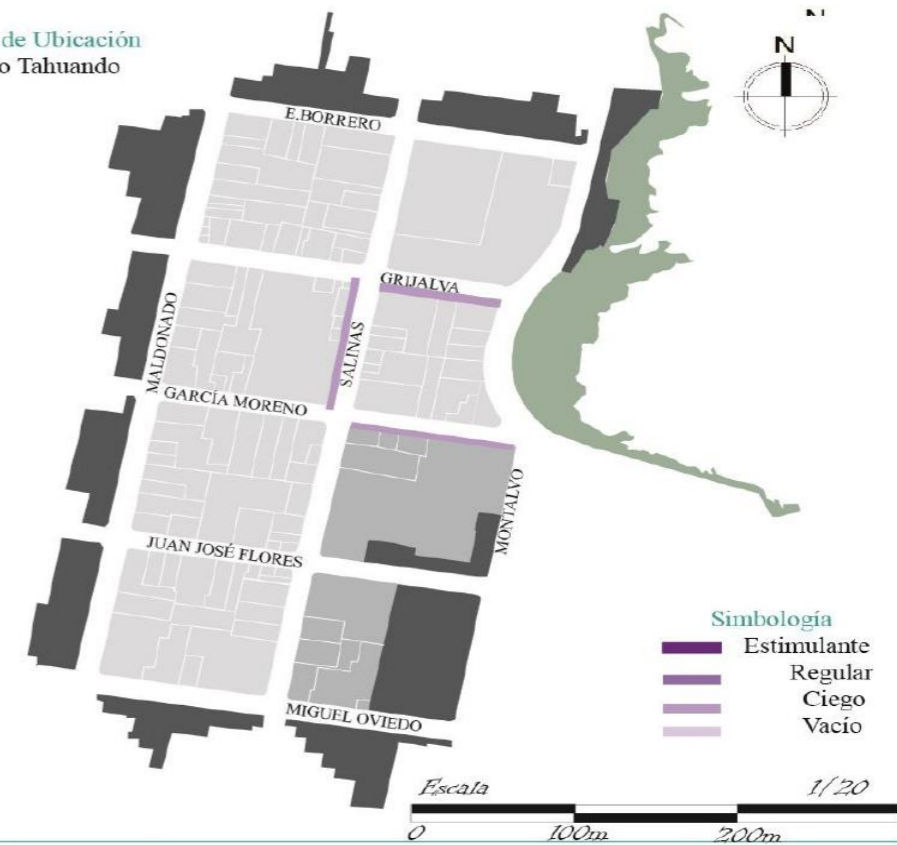 de Ubicación
o Tahuando
N
N
E.BORRERO
GRIJALVA
MALDONADO
SALINAS
GARCÍA MORENO
MONTALVO
JUAN JOSÉ FLORES
MIGUEL OVIEDO
Simbología
Estimulante
Regular
Ciego
Vacío
Escala 1/20
0 100m 200m